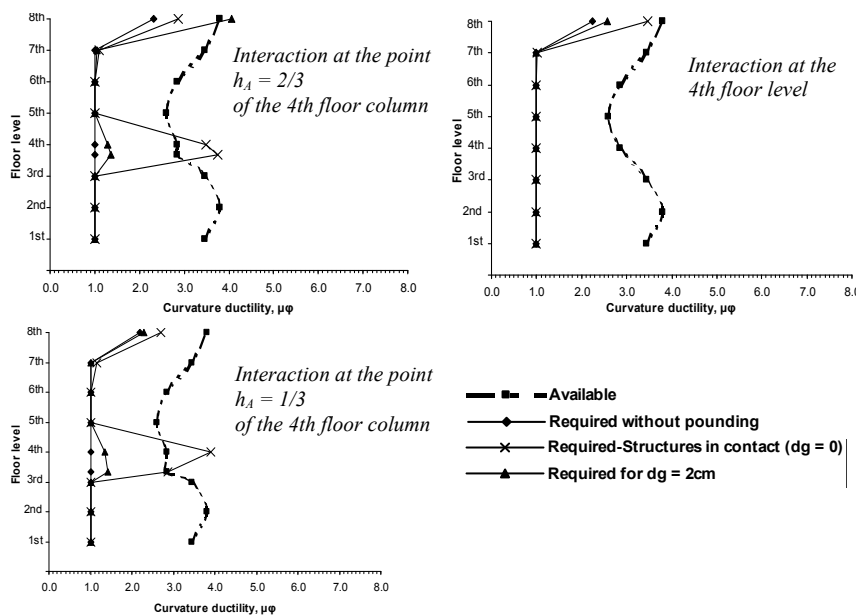 8th
7th
6th
5th
4th
3rd
2nd
1st
Floor level
0.0 1.0 2.0 3.0 4.0 5.0 6.0 7.0 8.0
Curvature ductility, μφ
Interaction at the point
hA = 2/3
of the 4th floor column
8th
7th
6th
5th
4th
3rd
2nd
1st
Floor level
0.0 1.0 2.0 3.0 4.0 5.0 6.0 7.0 8.0
Curvature ductility, μφ
Interaction at the
4th floor level
8th
7th
6th
5th
4th
3rd
2nd
1st
Floor level
0.0 1.0 2.0 3.0 4.0 5.0 6.0 7.0 8.0
Curvature ductility, μφ
Interaction at the point
hA = 1/3
of the 4th floor column
Available
Required without pounding
Required-Structures in contact (dg = 0)
Required for dg = 2cm